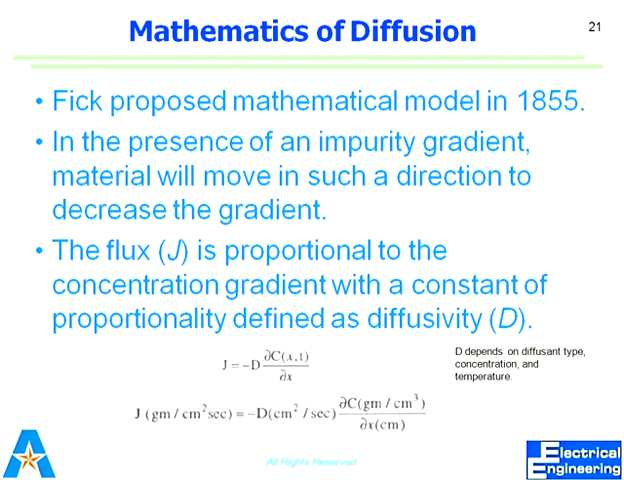 Mathematics of Diffusion
21
• Fick proposed mathematical model in 1855.
• In the presence of an impurity gradient,
material will move in such a direction to
decrease the gradient.
• The flux (J) is proportional to the
concentration gradient with a constant of
proportionality defined as diffusivity (D).
J = -D ∂C(x,t) / ∂x
D depends on diffusant type,
concentration, and
temperature.
J (gm / cm² sec) = -D(cm² / sec) ∂C(gm / cm³) / ∂x(cm)
All Rights Reserved
Electrical
Engineering